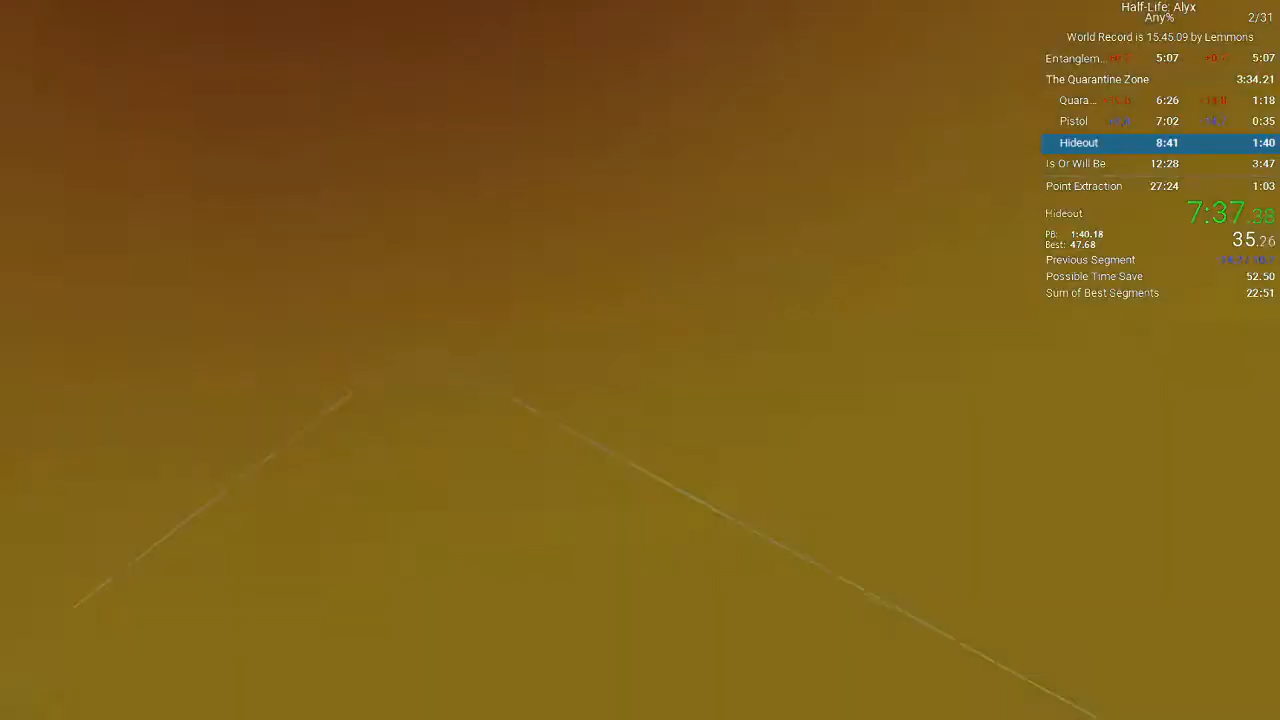 Half-Life: Alyx
Any% 2/31
World Record is 15.45.09 by Lemmons
Entanglem... 5:07 5:07
The Quarantine Zone 3:34.21
Quara... 6:26 1:18
Pistol 7:02 0:35
Hideout 8:41 1:40
Is Or Will Be 12:28 3:47
Point Extraction 27:24 1:03
Hideout 7:37.38
PB: 1:40.18 35.26
Best: 47.68
Previous Segment
Possible Time Save 52.50
Sum of Best Segments 22:51